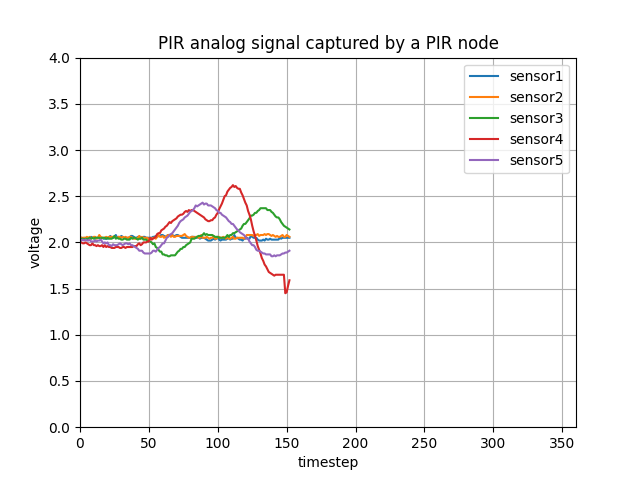 PIR analog signal captured by a PIR node
4.0
3.5
3.0
2.5
2.0
1.5
1.0
0.5
0.0
voltage
sensor1
sensor2
sensor3
sensor4
sensor5
0 50 100 150 200 250 300 350
timestep